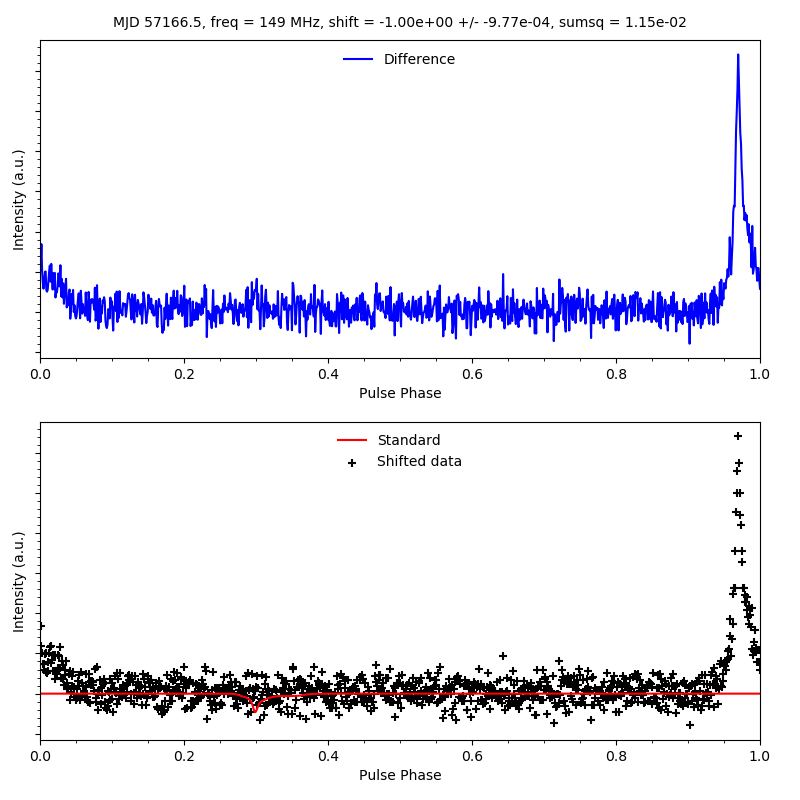 MJD 57166.5, freq = 149 MHz, shift = -1.00e+00 +/- -9.77e-04, sumsq = 1.15e-02
Difference
Intensity (a.u.)
0.0 0.2 0.4 0.6 0.8 1.0
Pulse Phase
Standard
Shifted data
Intensity (a.u.)
0.0 0.2 0.4 0.6 0.8 1.0
Pulse Phase